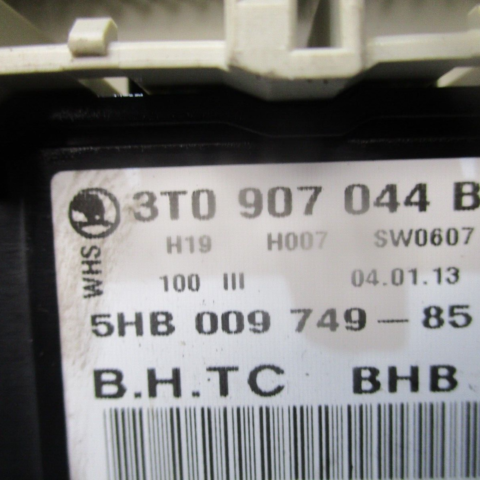 3T0 907 044 B
H19 H007 SW0607
WHS
100 III 04.01.13
5HB 009 749-85
B.H.TC BHB